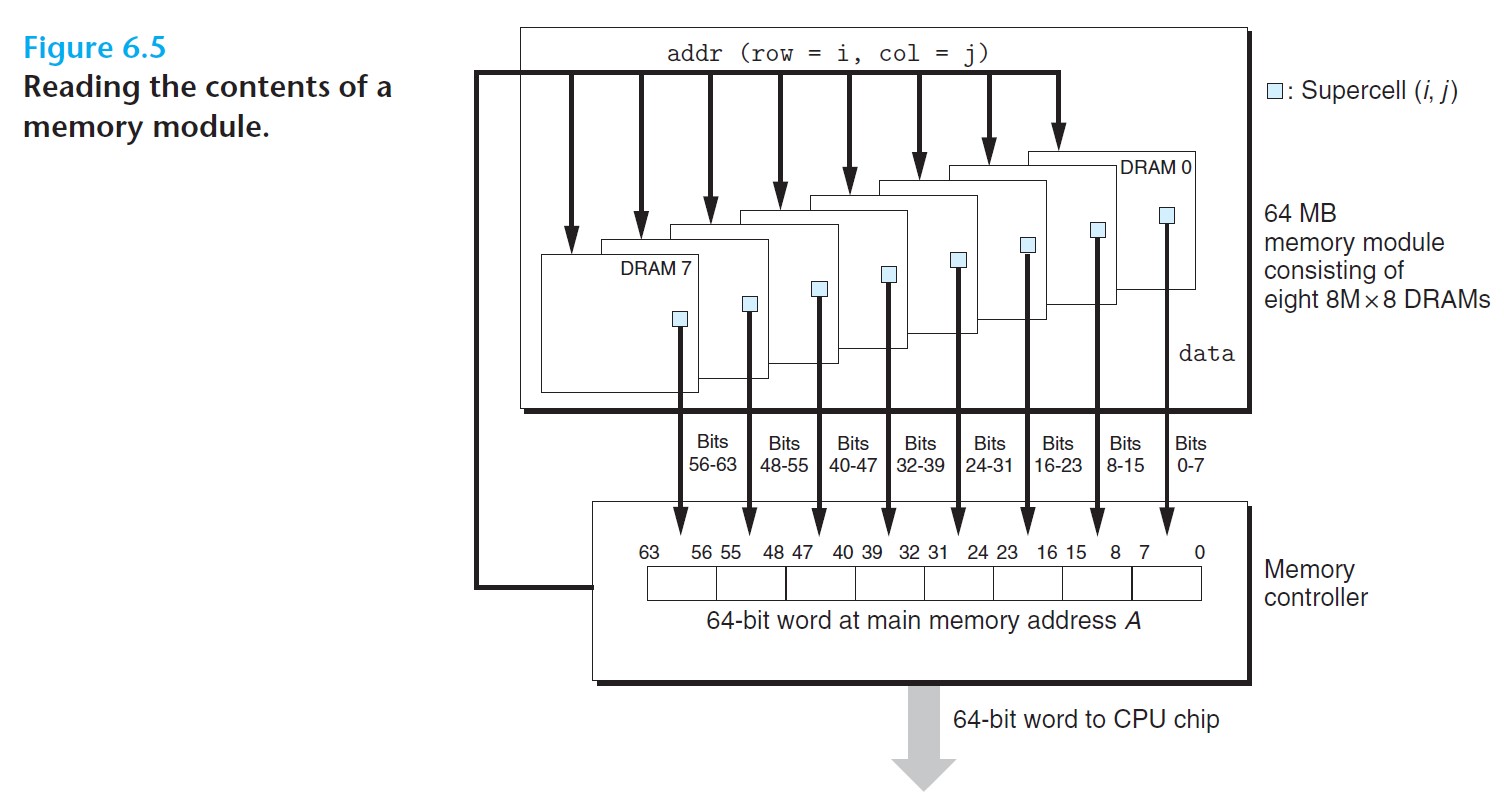 Figure 6.5
Reading the contents of a
memory module.
addr (row = i, col = j)
: Supercell (i, j)
DRAM 0
DRAM 7
64 MB
memory module
consisting of
eight 8M×8 DRAMs
data
Bits
56-63
Bits
48-55
Bits
40-47
Bits
32-39
Bits
24-31
Bits
16-23
Bits
8-15
Bits
0-7
63 56 55 48 47 40 39 32 31 24 23 16 15 8 7 0
64-bit word at main memory address A
Memory
controller
64-bit word to CPU chip